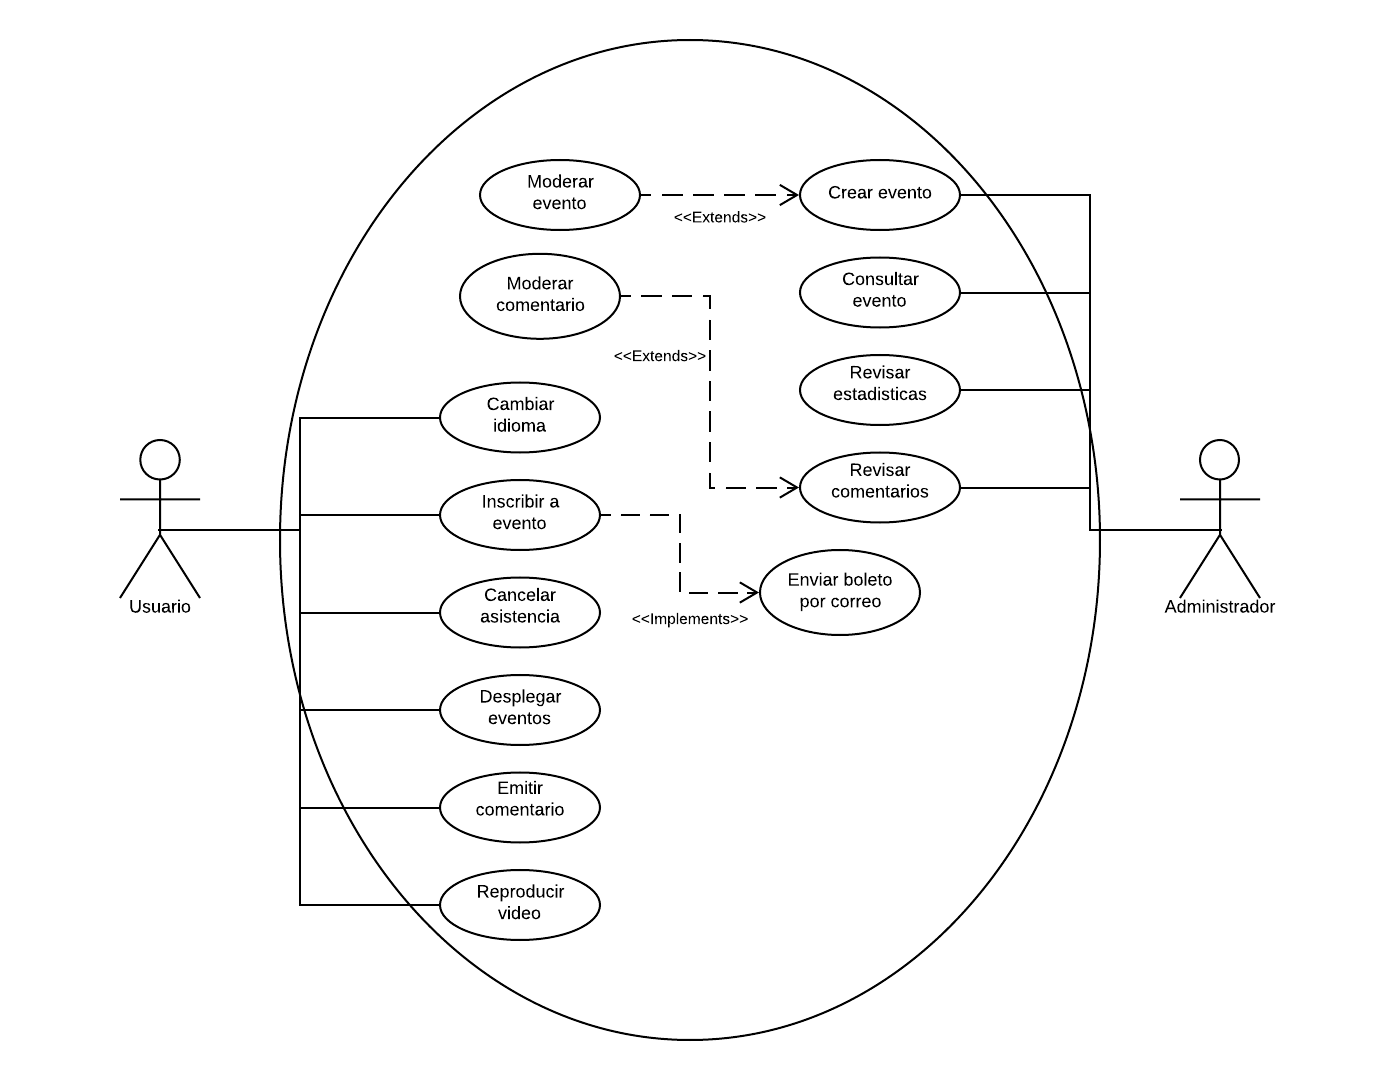 Moderar
evento
<<Extends>>
Crear evento
Moderar
comentario
<<Extends>>
Consultar
evento
Revisar
estadisticas
Revisar
comentarios
Cambiar
idioma
Inscribir a
evento
<<Implements>>
Enviar boleto
por correo
Cancelar
asistencia
Desplegar
eventos
Emitir
comentario
Reproducir
video
Usuario
Administrador